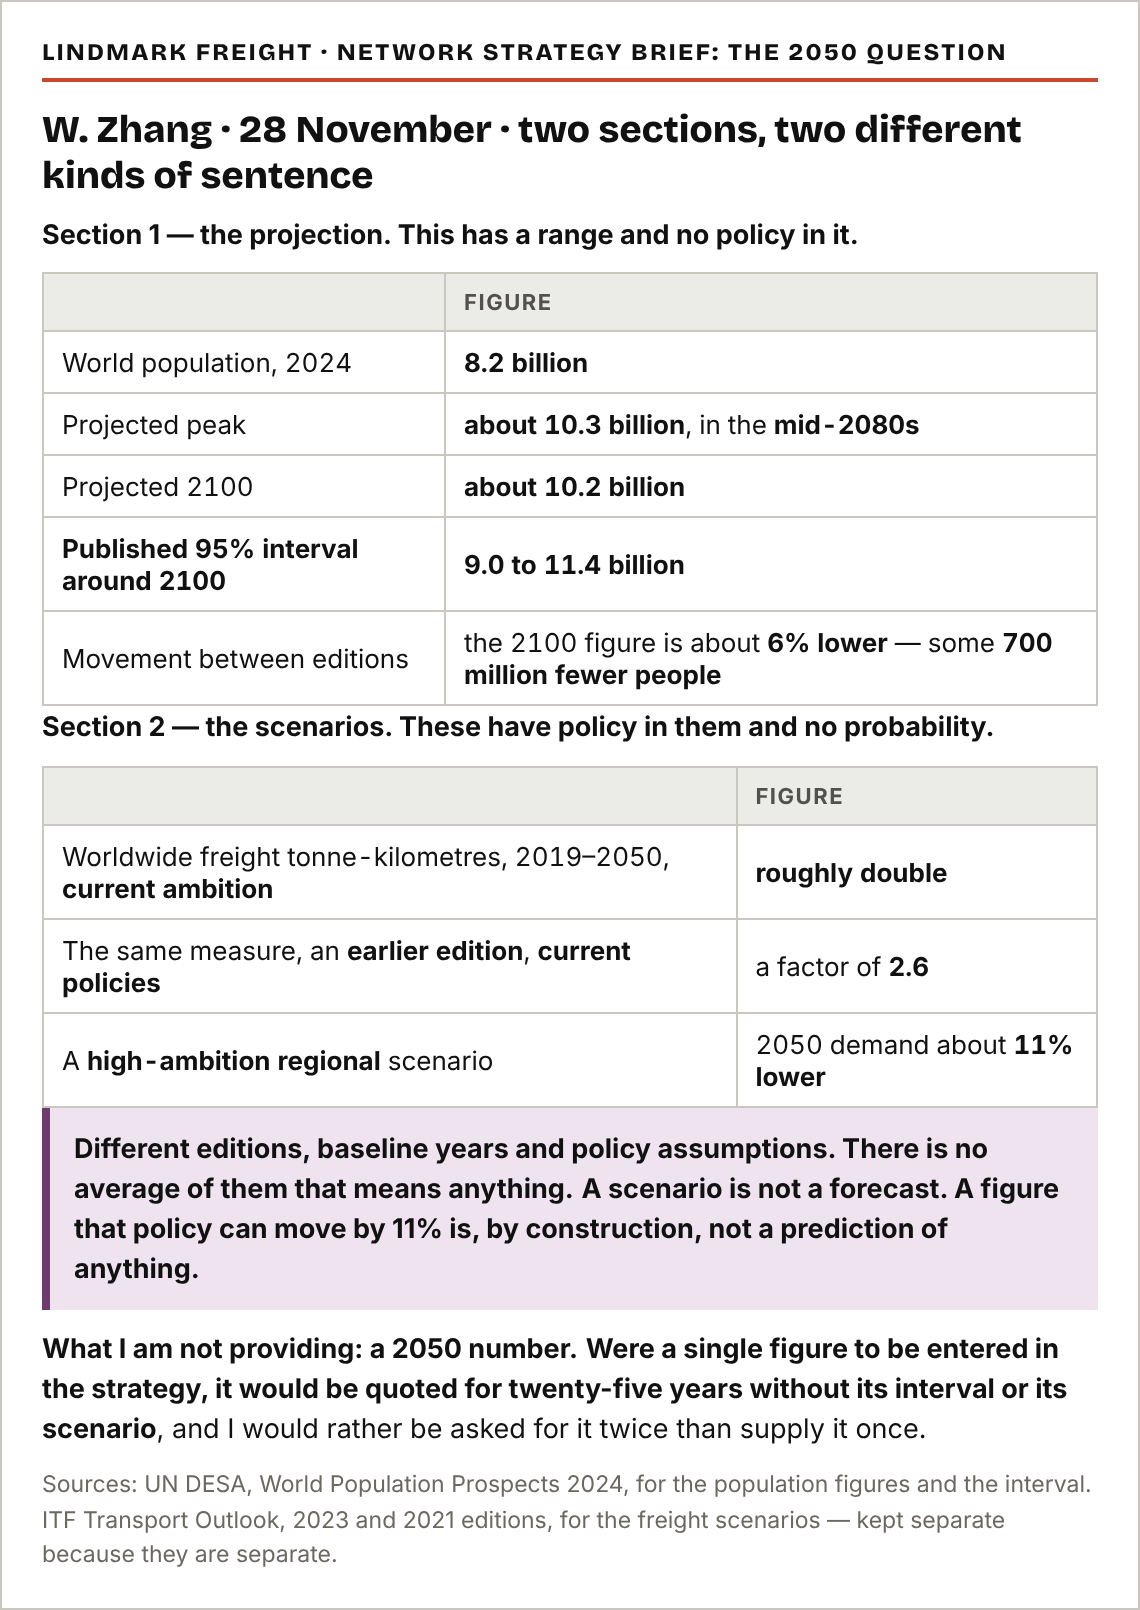 LINDMARK FREIGHT · NETWORK STRATEGY BRIEF: THE 2050 QUESTION
W. Zhang · 28 November · two sections, two different
kinds of sentence
Section 1 — the projection. This has a range and no policy in it.
FIGURE
World population, 2024
8.2 billion
Projected peak
about 10.3 billion, in the mid-2080s
Projected 2100
about 10.2 billion
Published 95% interval
around 2100
9.0 to 11.4 billion
Movement between editions
the 2100 figure is about 6% lower — some 700
million fewer people
Section 2 — the scenarios. These have policy in them and no probability.
FIGURE
Worldwide freight tonne-kilometres, 2019–2050,
current ambition
roughly double
The same measure, an earlier edition, current
policies
a factor of 2.6
A high-ambition regional scenario
2050 demand about 11%
lower
Different editions, baseline years and policy assumptions. There is no
average of them that means anything. A scenario is not a forecast. A figure
that policy can move by 11% is, by construction, not a prediction of
anything.
What I am not providing: a 2050 number. Were a single figure to be entered in
the strategy, it would be quoted for twenty-five years without its interval or its
scenario, and I would rather be asked for it twice than supply it once.
Sources: UN DESA, World Population Prospects 2024, for the population figures and the interval.
ITF Transport Outlook, 2023 and 2021 editions, for the freight scenarios — kept separate
because they are separate.